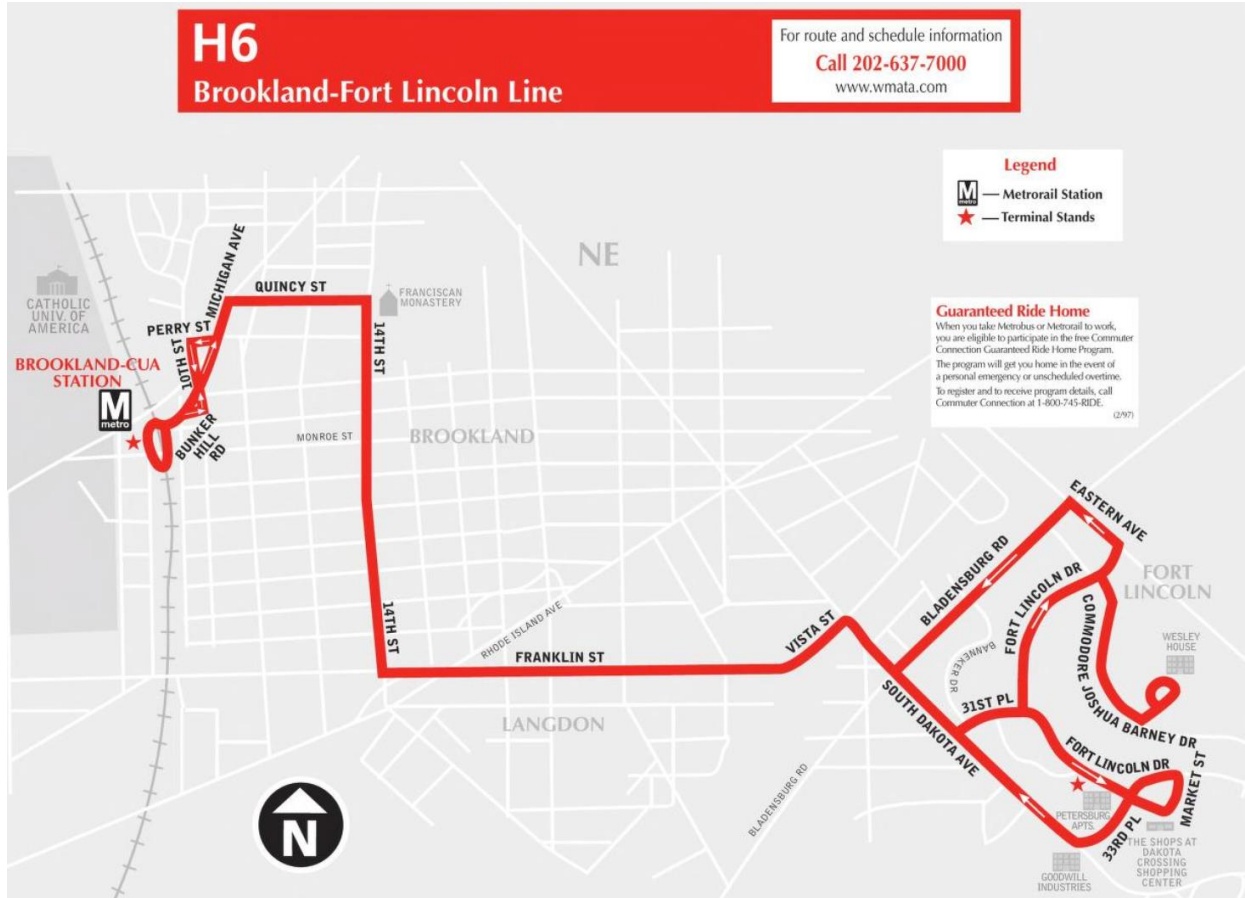 H6
Brookland-Fort Lincoln Line
For route and schedule information
Call 202-637-7000
www.wmata.com
Legend
M
metro
— Metrorail Station
— Terminal Stands
NE
MICHIGAN AVE
QUINCY ST
FRANCISCAN
MONASTERY
CATHOLIC
UNIV. OF
AMERICA
PERRY ST
10TH ST
14TH ST
BROOKLAND-CUA
STATION
M
metro
BUNKER
HILL
RD
MONROE ST
BROOKLAND
Guaranteed Ride Home
When you take Metrobus or Metrorail to work,
you are eligible to participate in the free Commuter
Connection Guaranteed Ride Home Program.
The program will get you home in the event of
a personal emergency or unscheduled overtime.
To register and to receive program details, call
Commuter Connection at 1-800-745-RIDE.
(2/97)
EASTERN AVE
BLADENSBURG RD
FORT LINCOLN DR
FORT
LINCOLN
COMMODORE JOSHUA BARNEY DR
WESLEY
HOUSE
14TH ST
RHODE ISLAND AVE
FRANKLIN ST
VISTA ST
BANNEKER DR
31ST PL
SOUTH DAKOTA AVE
LANGDON
FORT LINCOLN DR
MARKET ST
BLADENSBURG RD
PETERSBURG
APTS.
33RD PL
THE SHOPS AT
DAKOTA
CROSSING
SHOPPING
CENTER
GOODWILL
INDUSTRIES
N